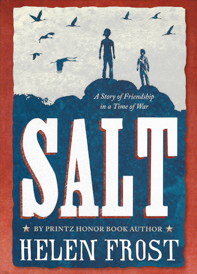 A Story of Friendship
in a Time of War
SALT
★ BY PRINTZ HONOR BOOK AUTHOR ★
HELEN FROST